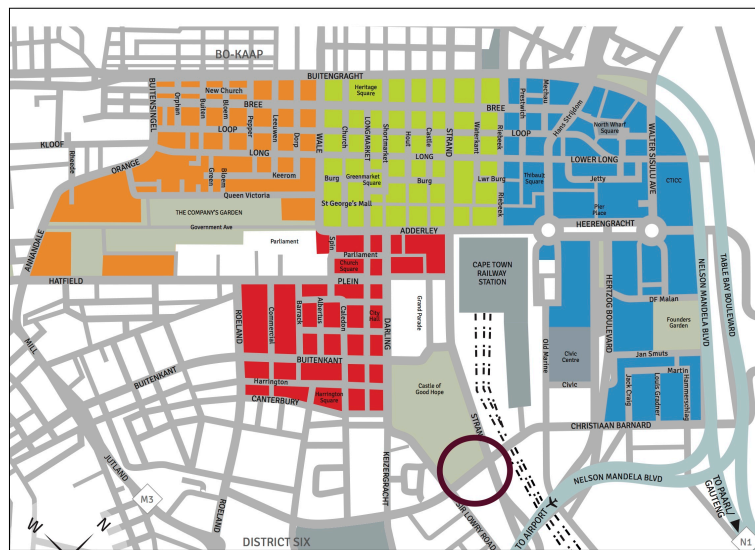 BO-KAAP
BUITENGRAGHT
New Church
Heritage
Square
BREE
BREE
BUITENSINGEL
Orphan
Buiten
Bloem
Pepper
Leeuwen
Dorp
WALE
Church
LONGMARKET
Shortmarket
Hout
Castle
STRAND
Waterkant
Riebeek
Prestwich
Mechau
Hans Strijdom
North Wharf
Square
WALTER SISULU AVE
LOOP
LOOP
LONG
LONG
LOWER LONG
KLOOF
Rheede
ORANGE
Green
Bloem
Keerom
Queen Victoria
Burg
Greenmarket
Square
Burg
Lwr Burg
Riebeek
Thibault
Square
Jetty
Pier
Place
CTICC
THE COMPANY'S GARDEN
St George's Mall
Government Ave
ADDERLEY
HEERENGRACHT
ANNANDALE
Parliament
Spin
Parliament
Church
Square
CAPE TOWN
RAILWAY
STATION
HATFIELD
PLEIN
HERTZOG BOULEVARD
NELSON MANDELA BLVD
TABLE BAY BOULEVARD
DF Malan
Founders
Garden
MILL
ROELAND
Commercial
Barrack
Albertus
Caledon
City
Hall
DARLING
Grand Parade
Old Marine
Civic
Centre
Jan Smuts
BUITENKANT
BUITENKANT
Martin
Hammerschlag
Harrington
Harrington
Square
CANTERBURY
Castle of
Good Hope
Civic
Jack Craig
Louis Gradner
STRAND
CHRISTIAAN BARNARD
KEIZERGRACHT
JUTLAND
M3
ROELAND
NELSON MANDELA BLVD
TO PAARL/
GAUTENG
SIR LOWRY ROAD
TO AIRPORT
W
N
DISTRICT SIX
N1